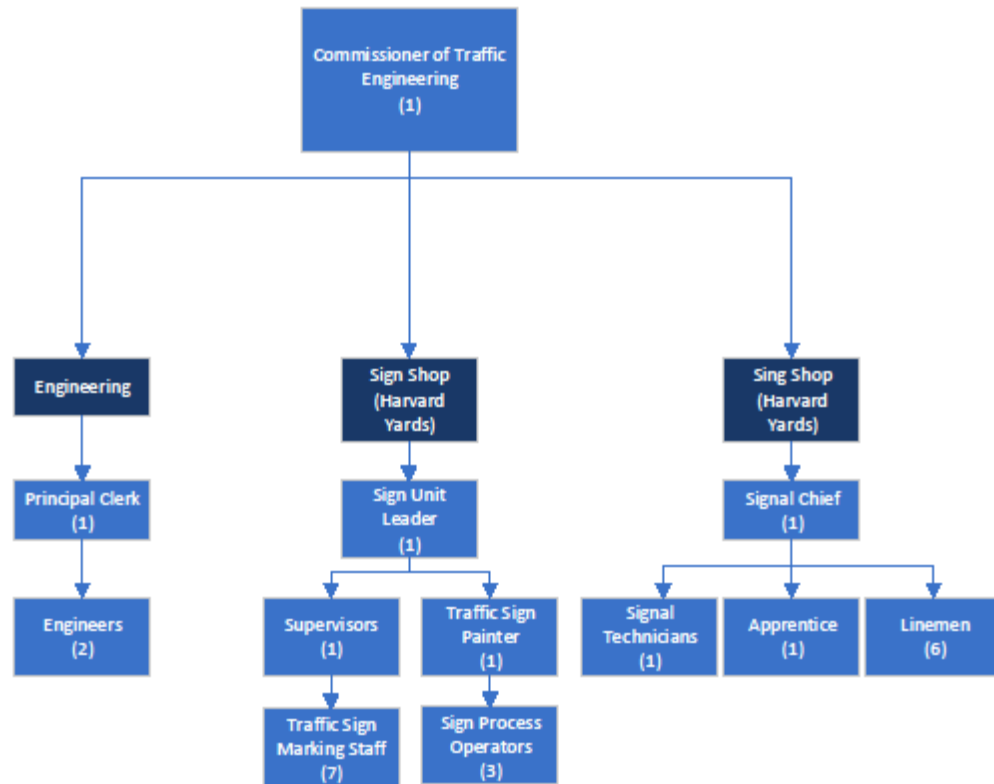 Commissioner of Traffic
Engineering
(1)
Engineering
Sign Shop
(Harvard
Yards)
Sing Shop
(Harvard
Yards)
Principal Clerk
(1)
Sign Unit
Leader
(1)
Signal Chief
(1)
Engineers
(2)
Supervisors
(1)
Traffic Sign
Painter
(1)
Signal
Technicians
(1)
Apprentice
(1)
Linemen
(6)
Traffic Sign
Marking Staff
(7)
Sign Process
Operators
(3)